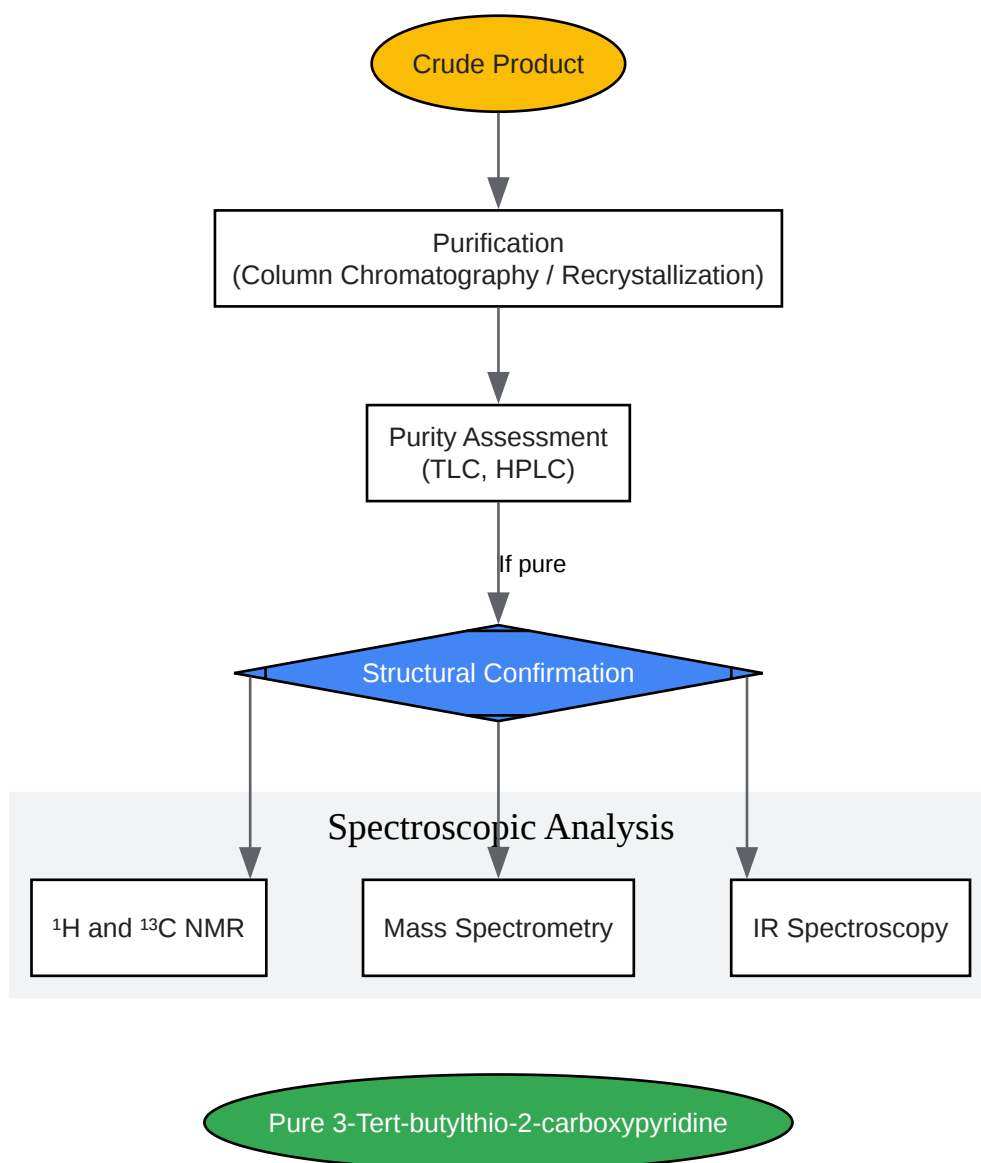 Crude Product
Purification
(Column Chromatography / Recrystallization)
Purity Assessment
(TLC, HPLC)
If pure
Structural Confirmation
Spectroscopic Analysis
¹H and ¹³C NMR
Mass Spectrometry
IR Spectroscopy
Pure 3-Tert-butylthio-2-carboxypyridine